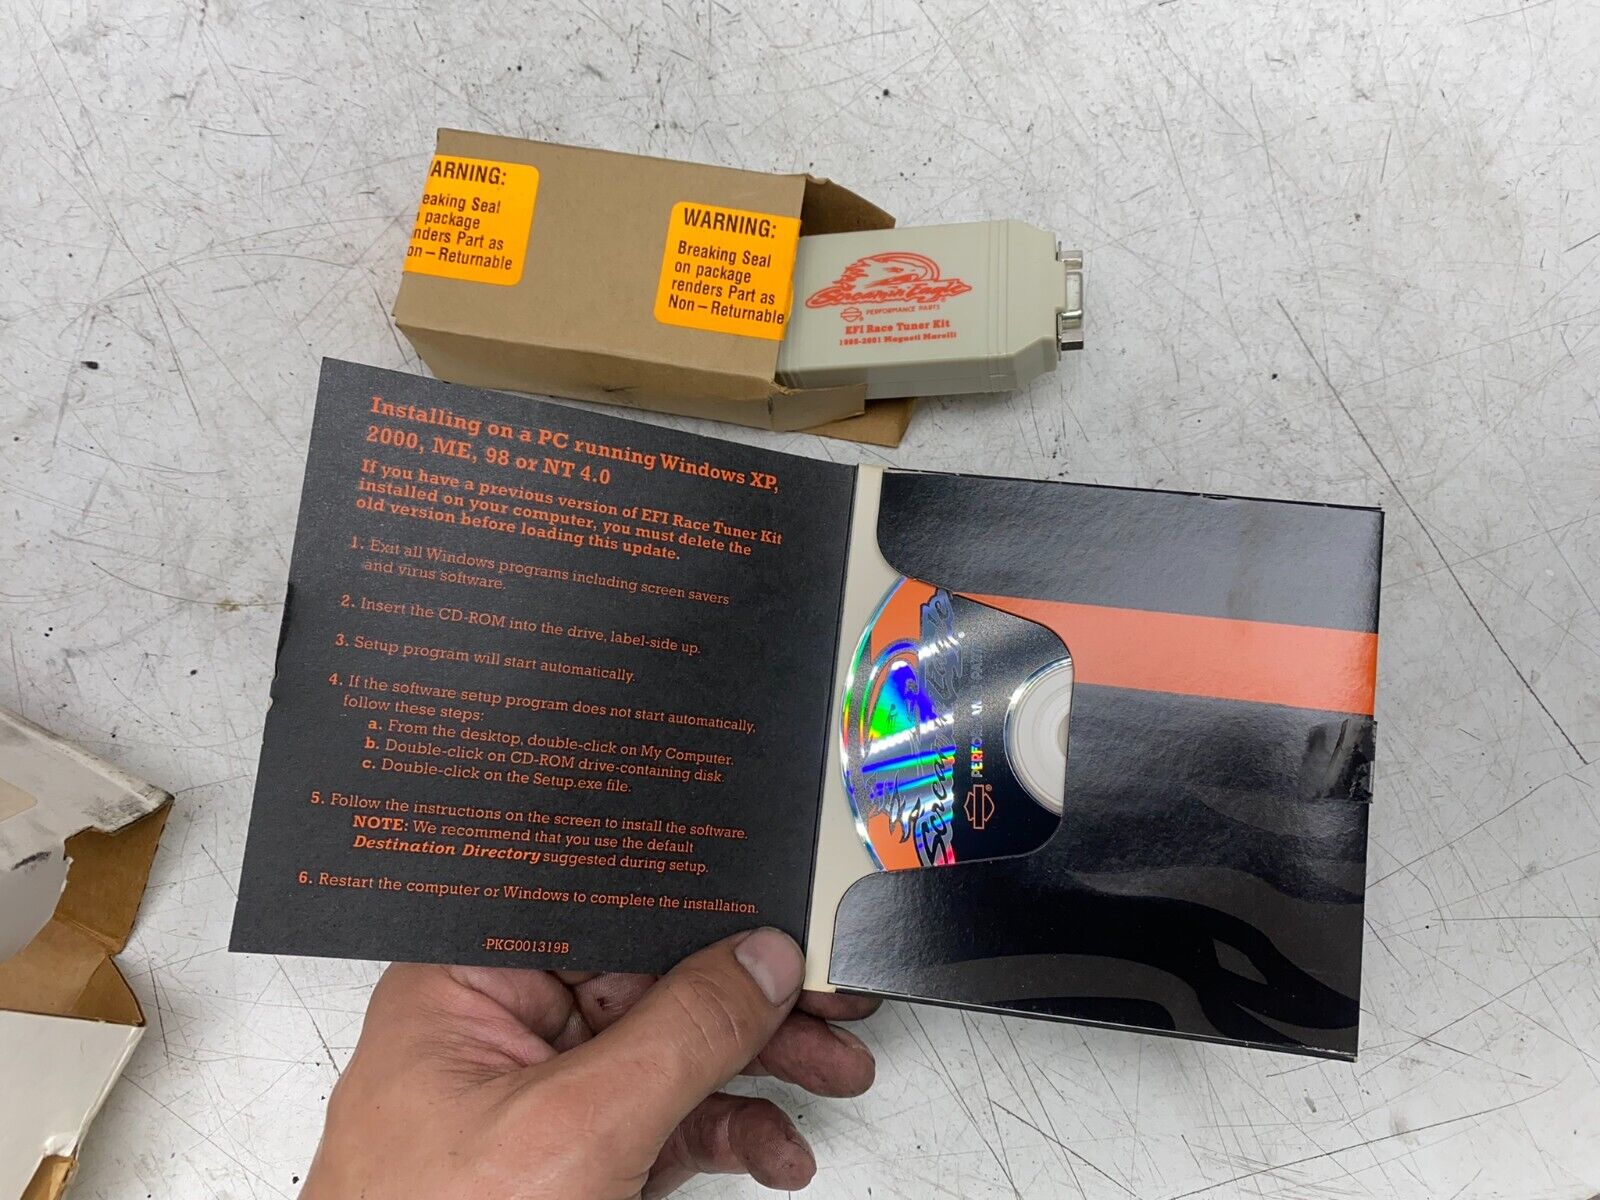 ARNING:
eaking Seal
package
nders Part as
on–Returnable
WARNING:
Breaking Seal
on package
renders Part as
Non–Returnable
Screamin' Eagle
PERFORMANCE PARTS
EFI Race Tuner Kit
Magneti Marelli
Installing on a PC running Windows XP,
2000, ME, 98 or NT 4.0
If you have a previous version of EFI Race Tuner Kit
installed on your computer, you must delete the
old version before loading this update.
1. Exit all Windows programs including screen savers
and virus software.
2. Insert the CD-ROM into the drive, label-side up.
3. Setup program will start automatically.
4. If the software setup program does not start automatically,
follow these steps:
a. From the desktop, double-click on My Computer.
b. Double-click on CD-ROM drive-containing disk.
c. Double-click on the Setup.exe file.
5. Follow the instructions on the screen to install the software.
NOTE: We recommend that you use the default
Destination Directory suggested during setup.
6. Restart the computer or Windows to complete the installation.
-PKG001319B